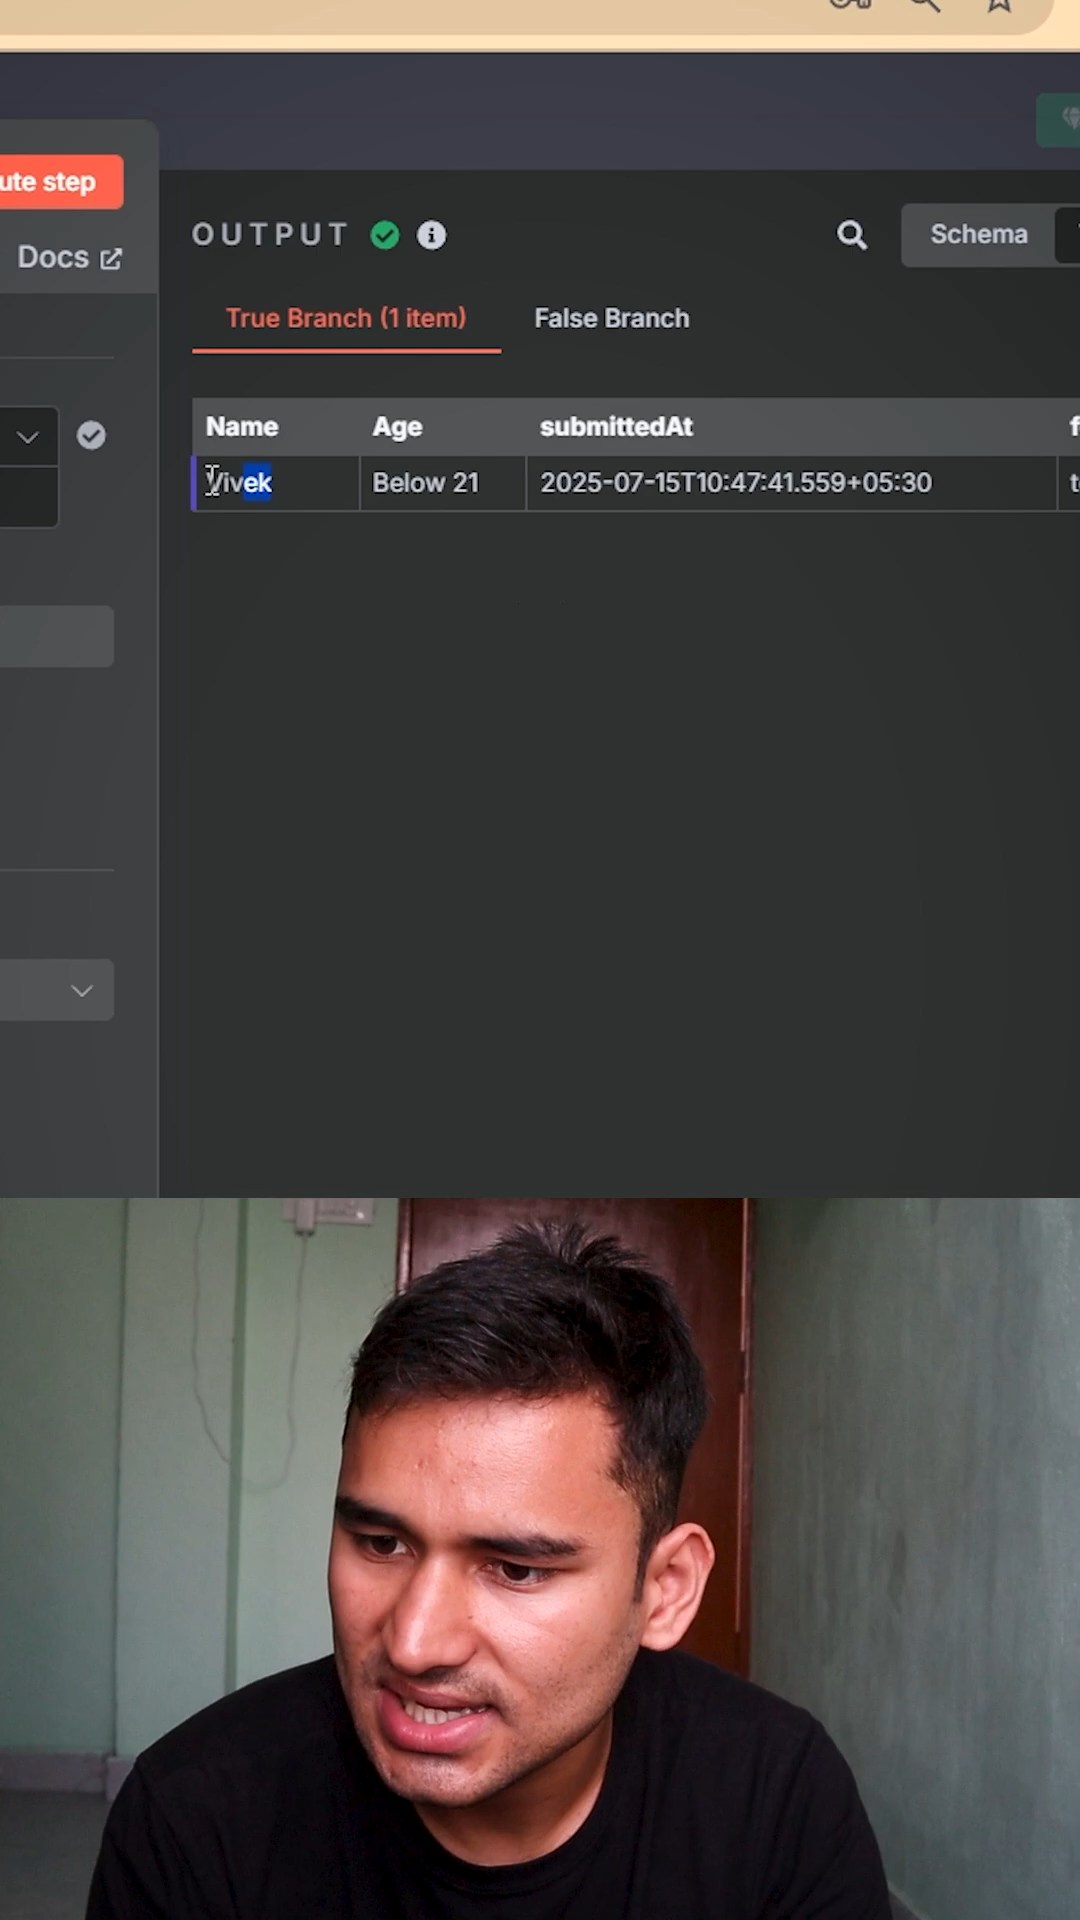 ute step
Docs
OUTPUT
Schema
True Branch (1 item)
False Branch
Name
Age
submittedAt
f
Vivek
Below 21
2025-07-15T10:47:41.559+05:30
t